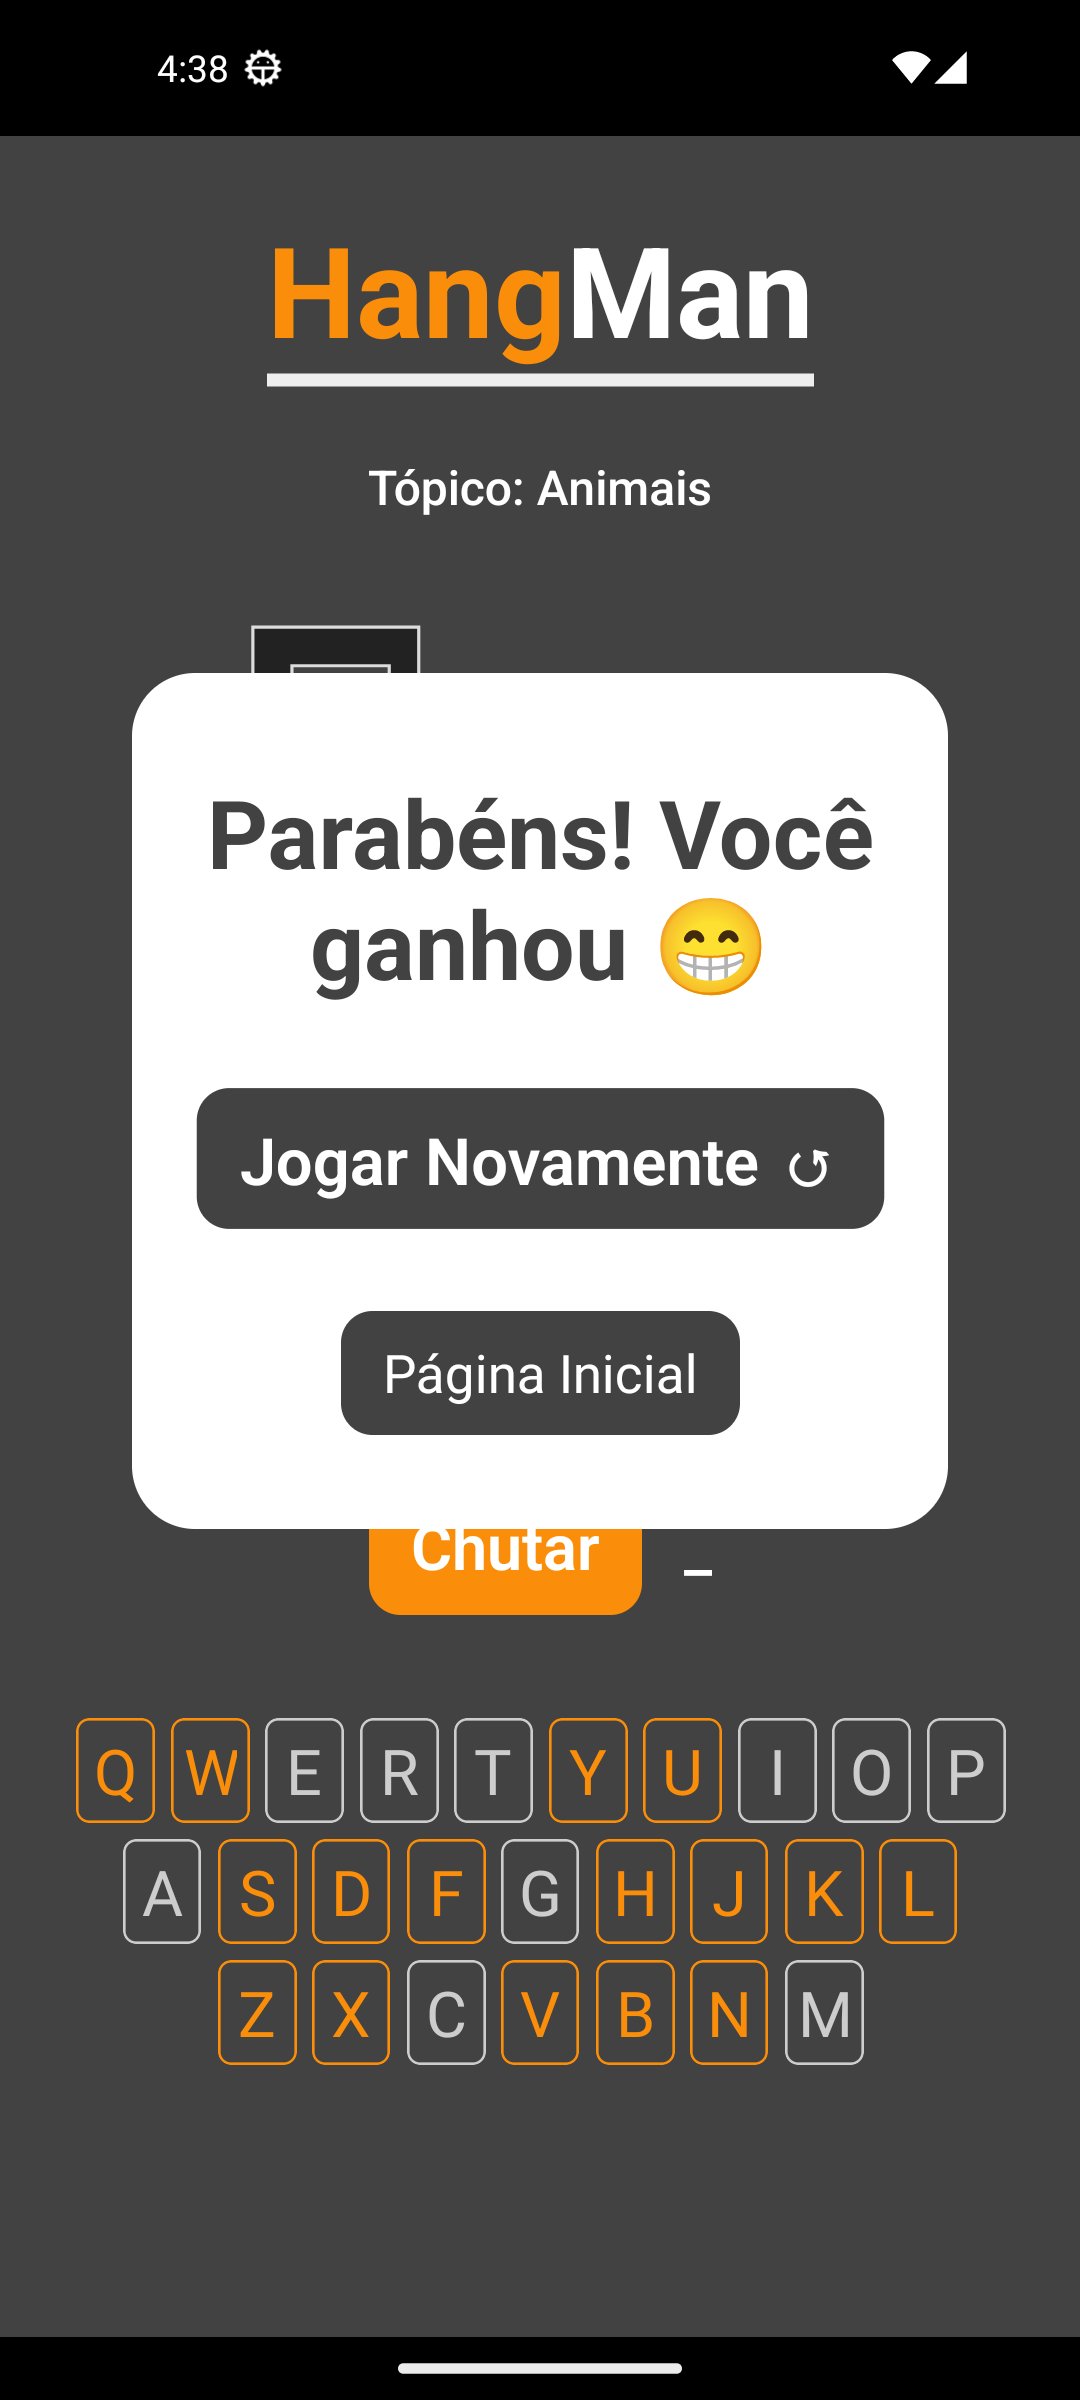 4:38
HangMan
Tópico: Animais
Parabéns! Você
ganhou 😁
Jogar Novamente
Página Inicial
Chutar _
Q W E R T Y U I O P
A S D F G H J K L
Z X C V B N M